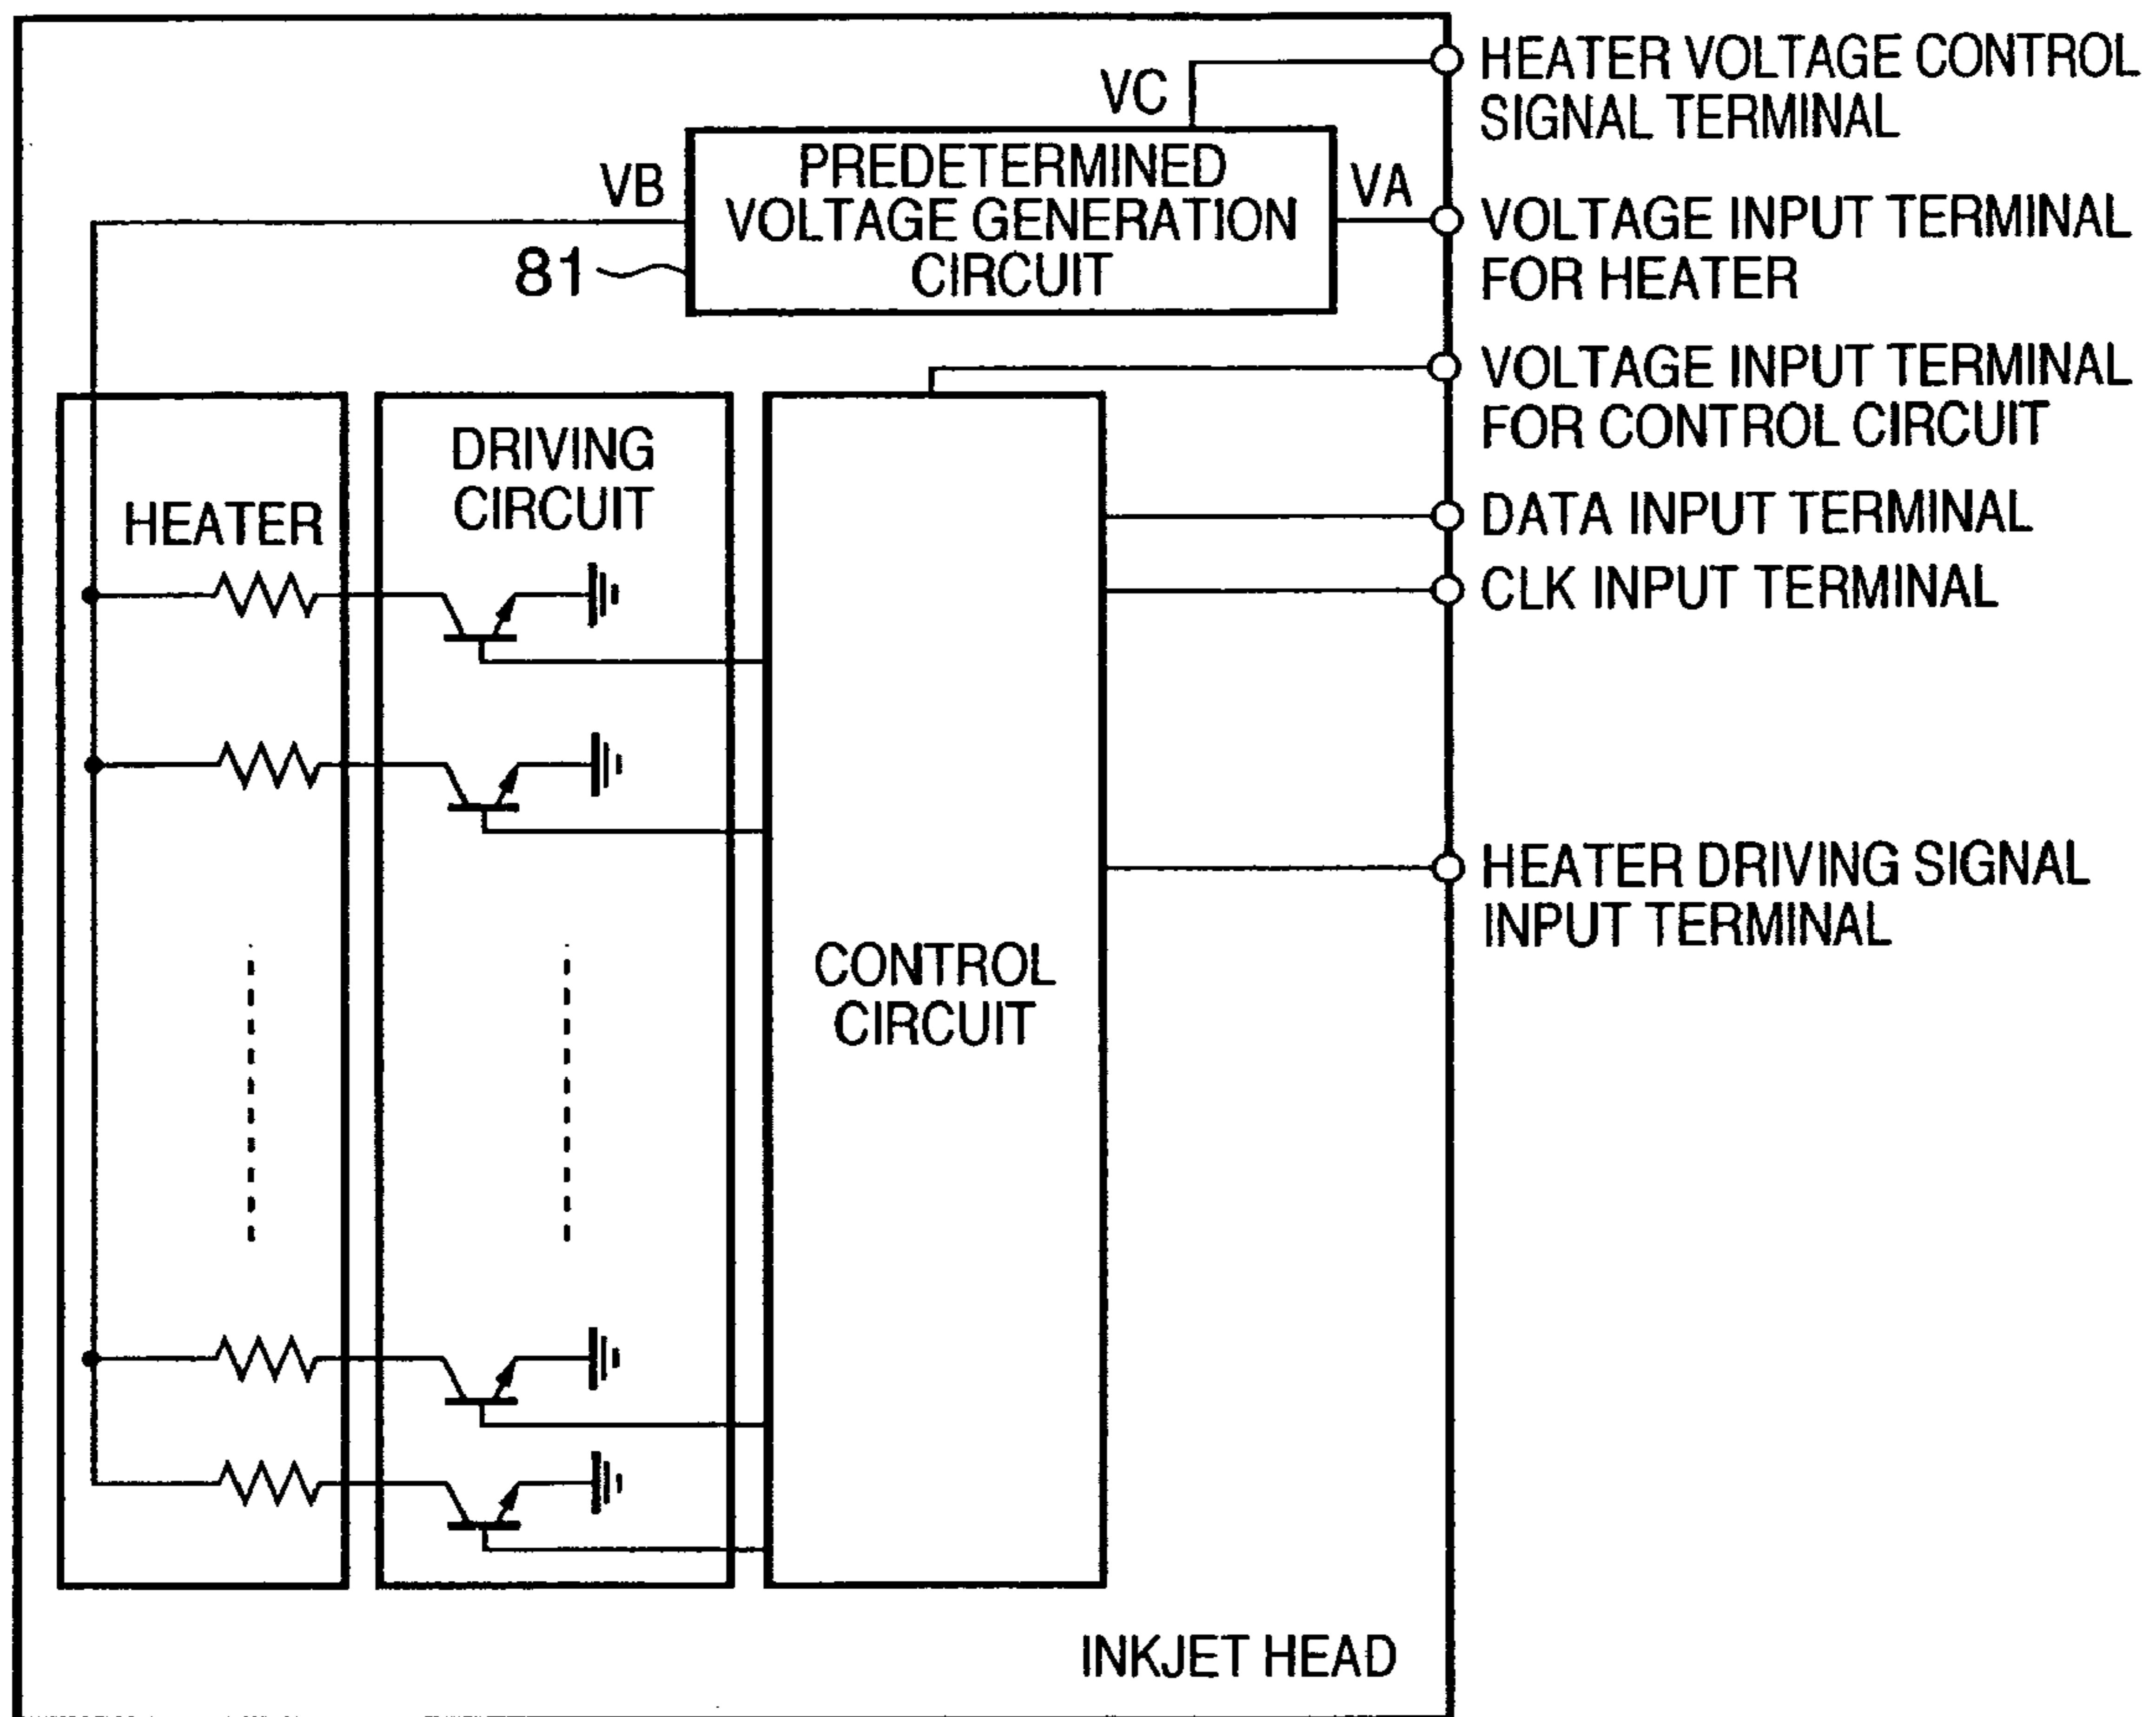 HEATER VOLTAGE CONTROL
SIGNAL TERMINAL
VC
PREDETERMINED
VOLTAGE GENERATION
CIRCUIT
VB
VA
81
VOLTAGE INPUT TERMINAL
FOR HEATER
VOLTAGE INPUT TERMINAL
FOR CONTROL CIRCUIT
DRIVING
CIRCUIT
HEATER
DATA INPUT TERMINAL
CLK INPUT TERMINAL
HEATER DRIVING SIGNAL
INPUT TERMINAL
CONTROL
CIRCUIT
INKJET HEAD